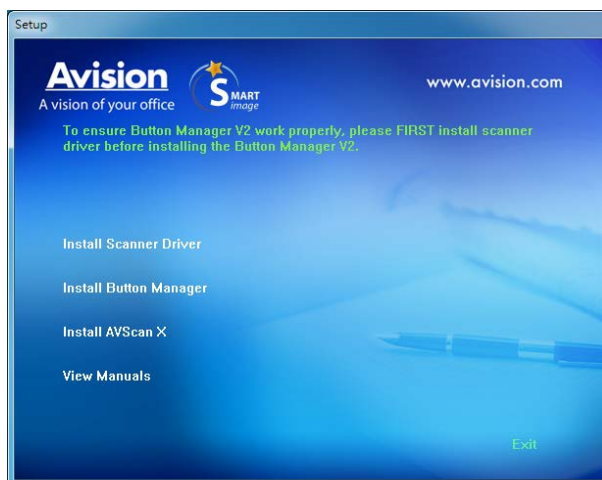 Setup
Avision
A vision of your office
SMART
image
www.avision.com
To ensure Button Manager V2 work properly, please FIRST install scanner
driver before installing the Button Manager V2.
Install Scanner Driver
Install Button Manager
Install AVScan X
View Manuals
Exit